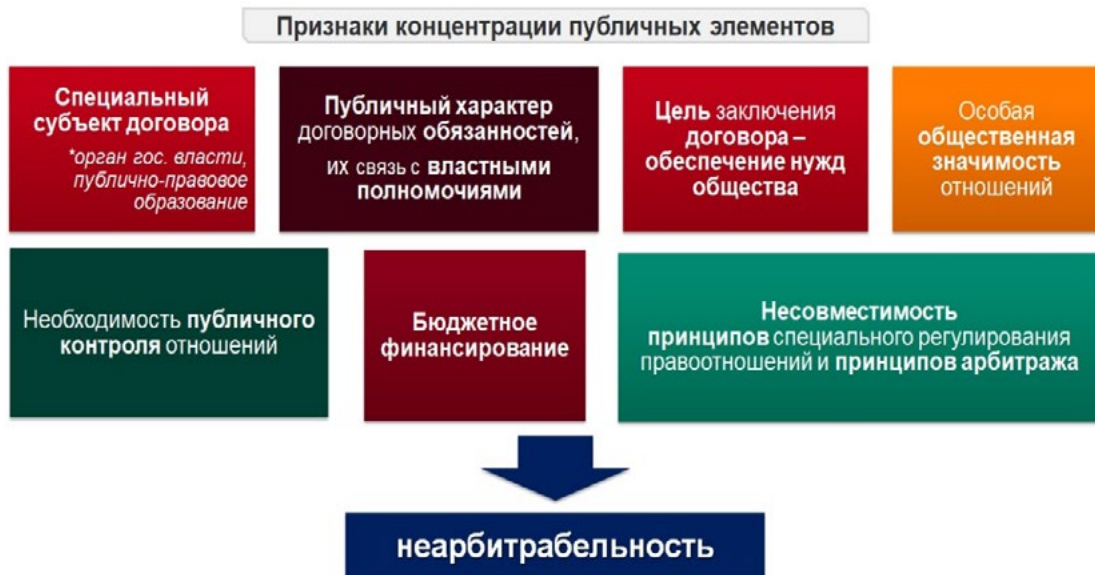 Признаки концентрации публичных элементов
Специальный
субъект договора
*орган гос. власти,
публично-правовое
образование
Публичный характер
договорных обязанностей,
их связь с властными
полномочиями
Цель заключения
договора –
обеспечение нужд
общества
Особая
общественная
значимость
отношений
Необходимость публичного
контроля отношений
Бюджетное
финансирование
Несовместимость
принципов специального регулирования
правоотношений и принципов арбитража
неарбитрабельность